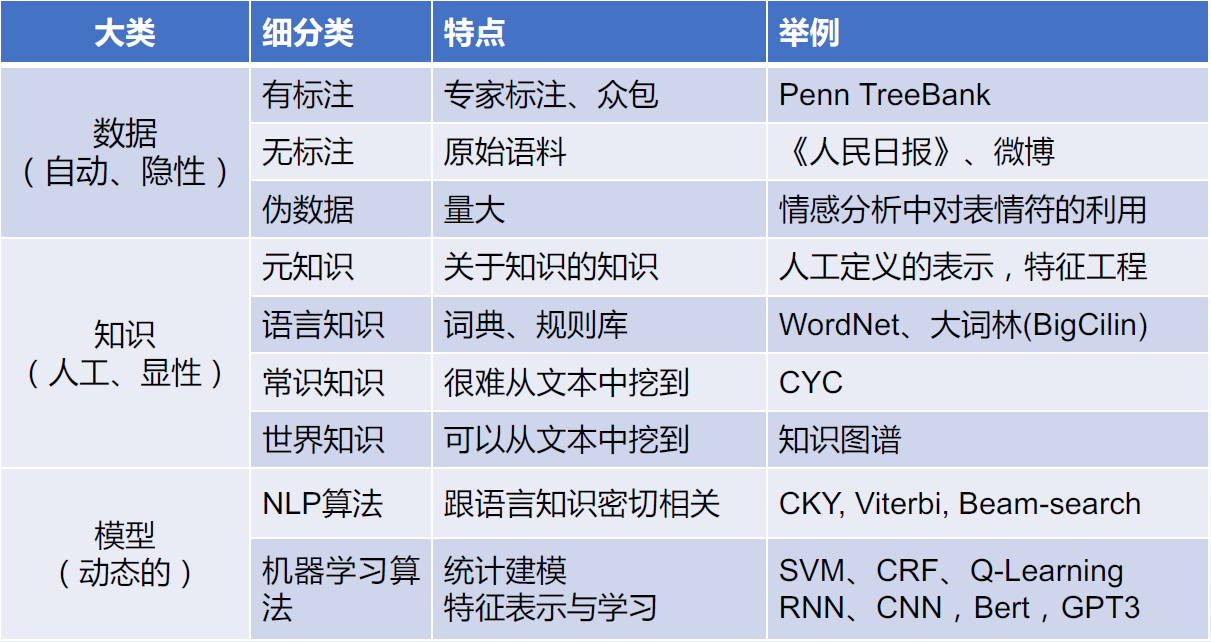 大类 细分类 特点 举例
数据
（自动、隐性）
有标注 专家标注、众包 Penn TreeBank
无标注 原始语料 《人民日报》、微博
伪数据 量大 情感分析中对表情符的利用
知识
（人工、显性）
元知识 关于知识的知识 人工定义的表示，特征工程
语言知识 词典、规则库 WordNet、大词林(BigCilin)
常识知识 很难从文本中挖到 CYC
世界知识 可以从文本中挖到 知识图谱
模型
（动态的）
NLP算法 跟语言知识密切相关 CKY, Viterbi, Beam-search
机器学习算 统计建模 SVM、CRF、Q-Learning
法 特征表示与学习 RNN、CNN，Bert，GPT3